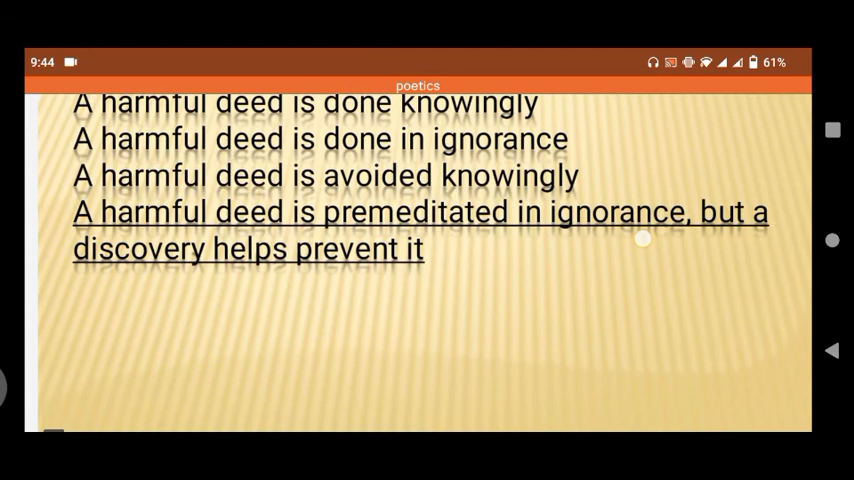 9:44
61%
poetics
A harmful deed is done knowingly
A harmful deed is done in ignorance
A harmful deed is avoided knowingly
A harmful deed is premeditated in ignorance, but a
discovery helps prevent it